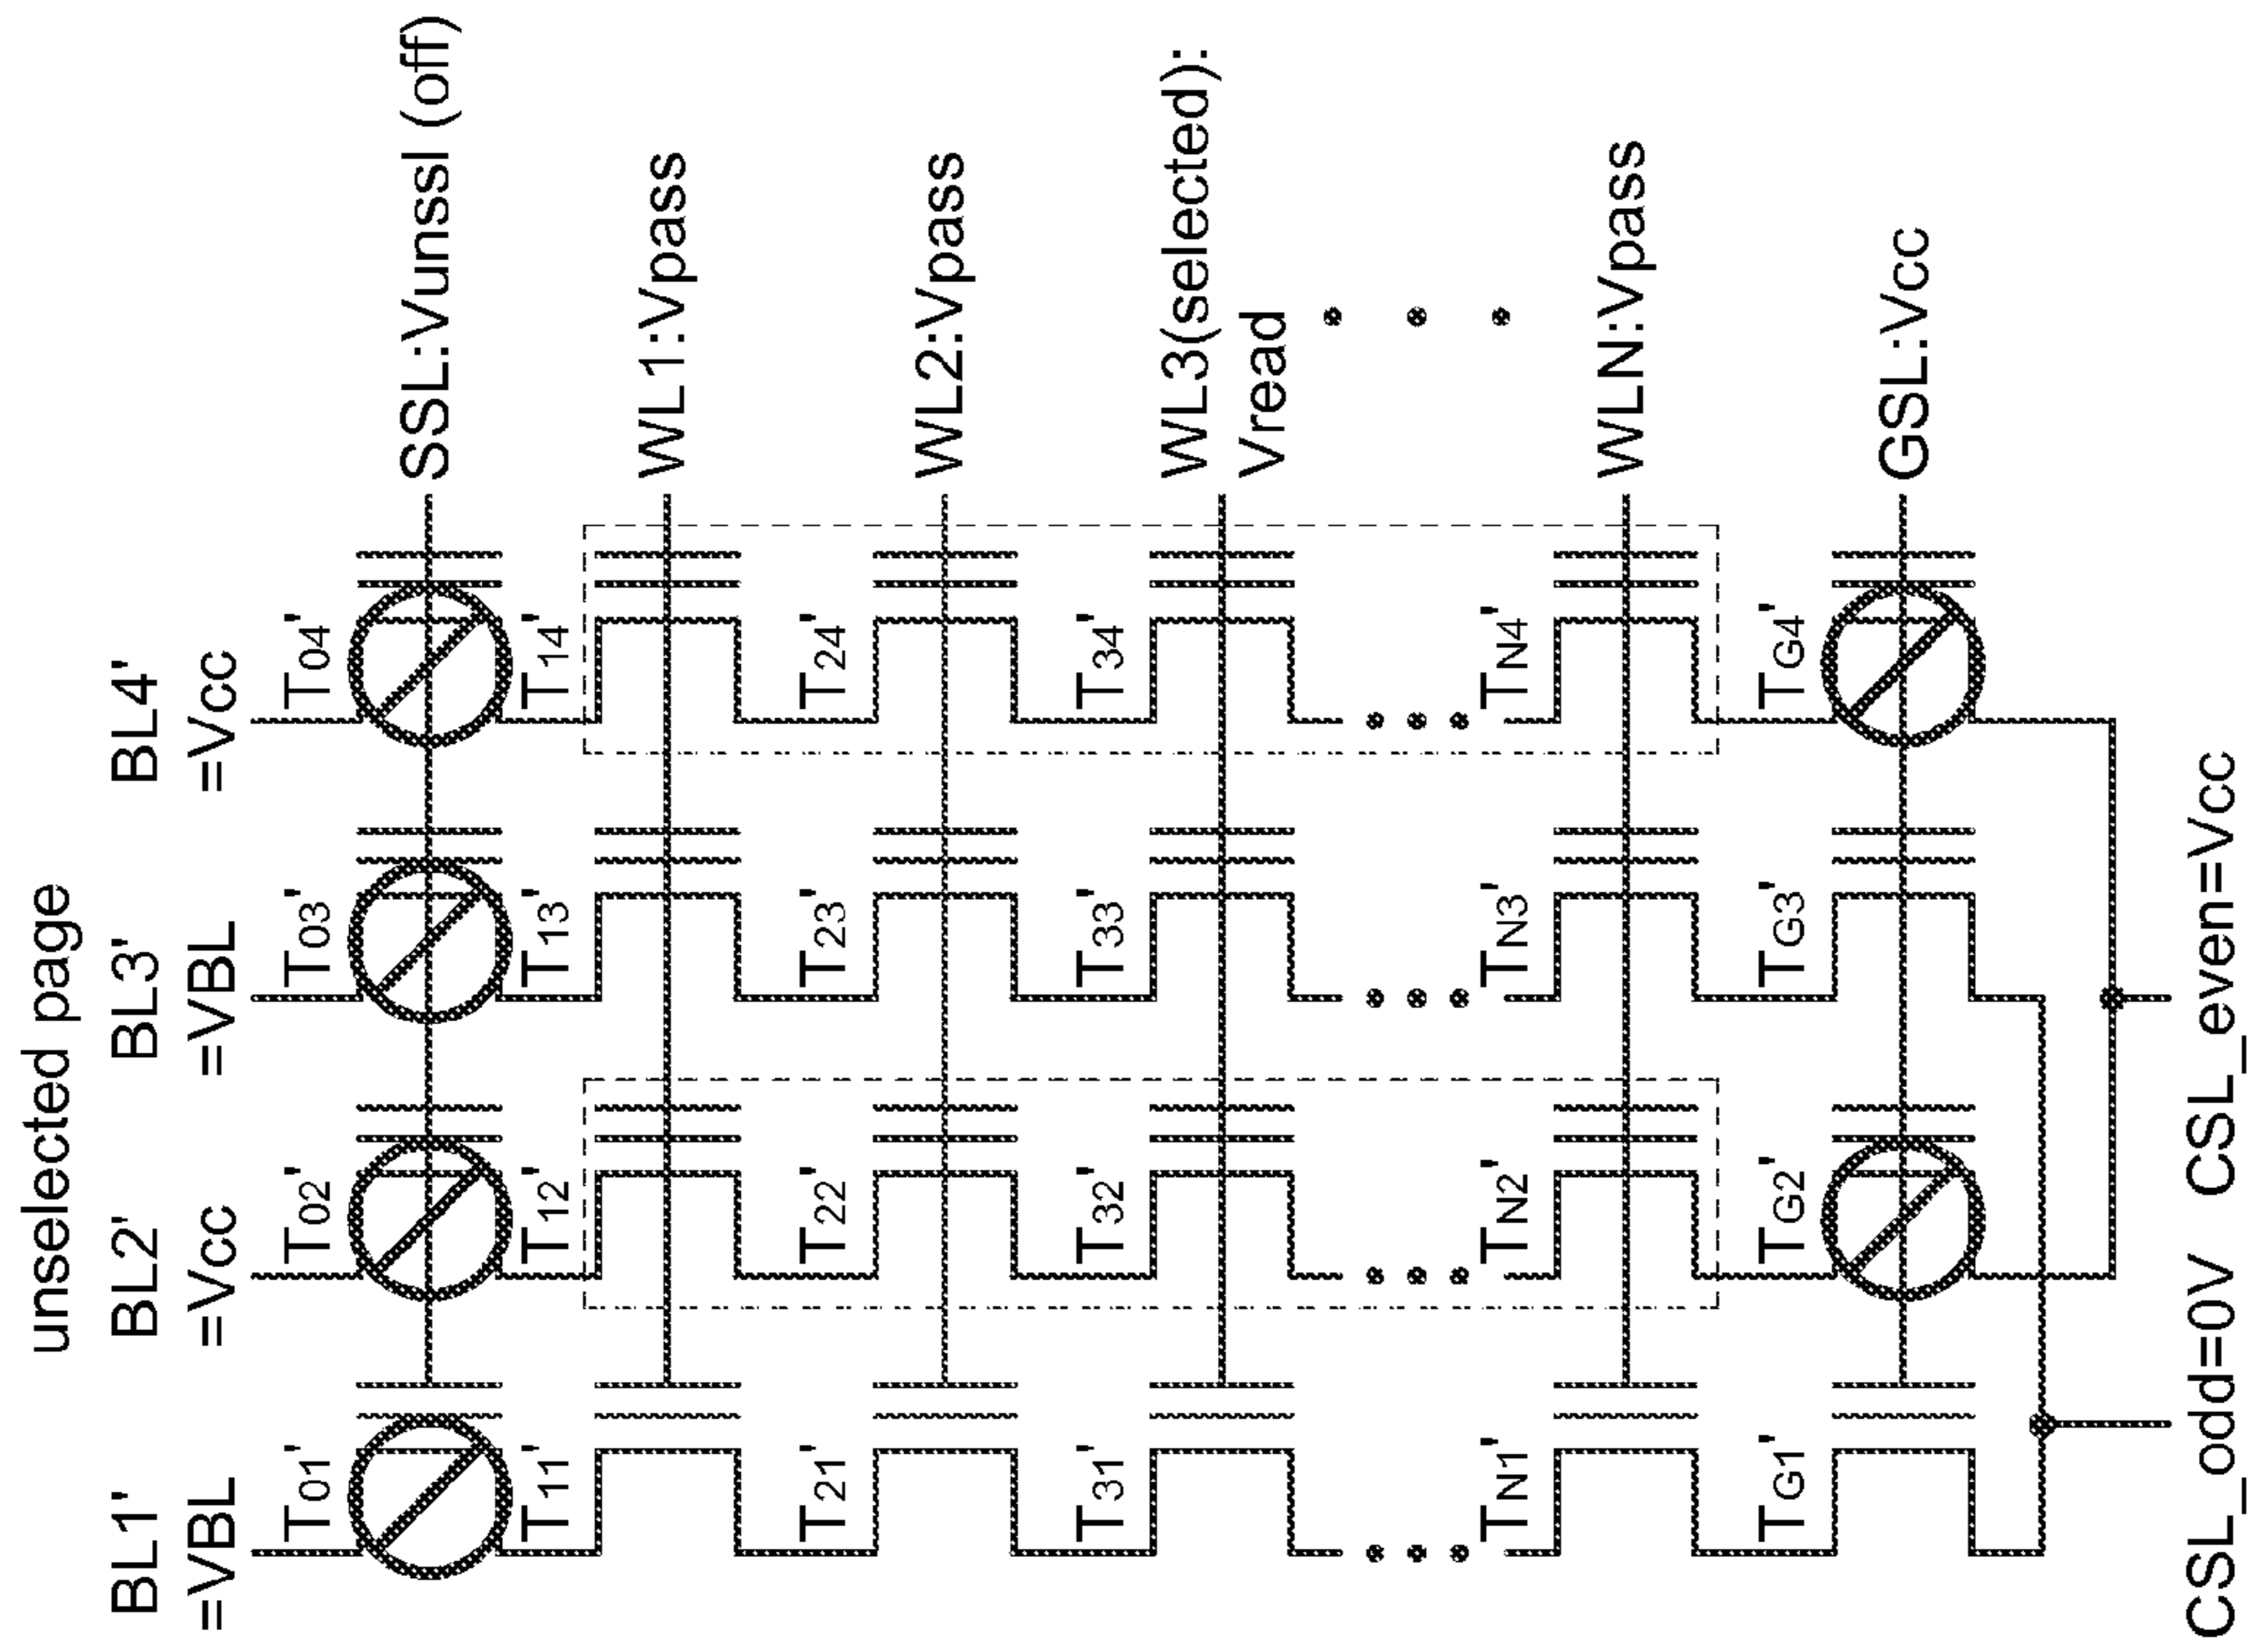 unselected page
BL1' BL2' BL3' BL4'
=VBL =Vcc =VBL =Vcc
T01' T02' T03' T04'
SSL:Vunssl (off)
T11' T12' T13' T14'
WL1:Vpass
T21' T22' T23' T24'
WL2:Vpass
T31' T32' T33' T34'
WL3(selected):
Vread
TN1' TN2' TN3' TN4'
WLN:Vpass
TG1' TG2' TG3' TG4'
GSL:Vcc
CSL_odd=0V CSL_even=Vcc